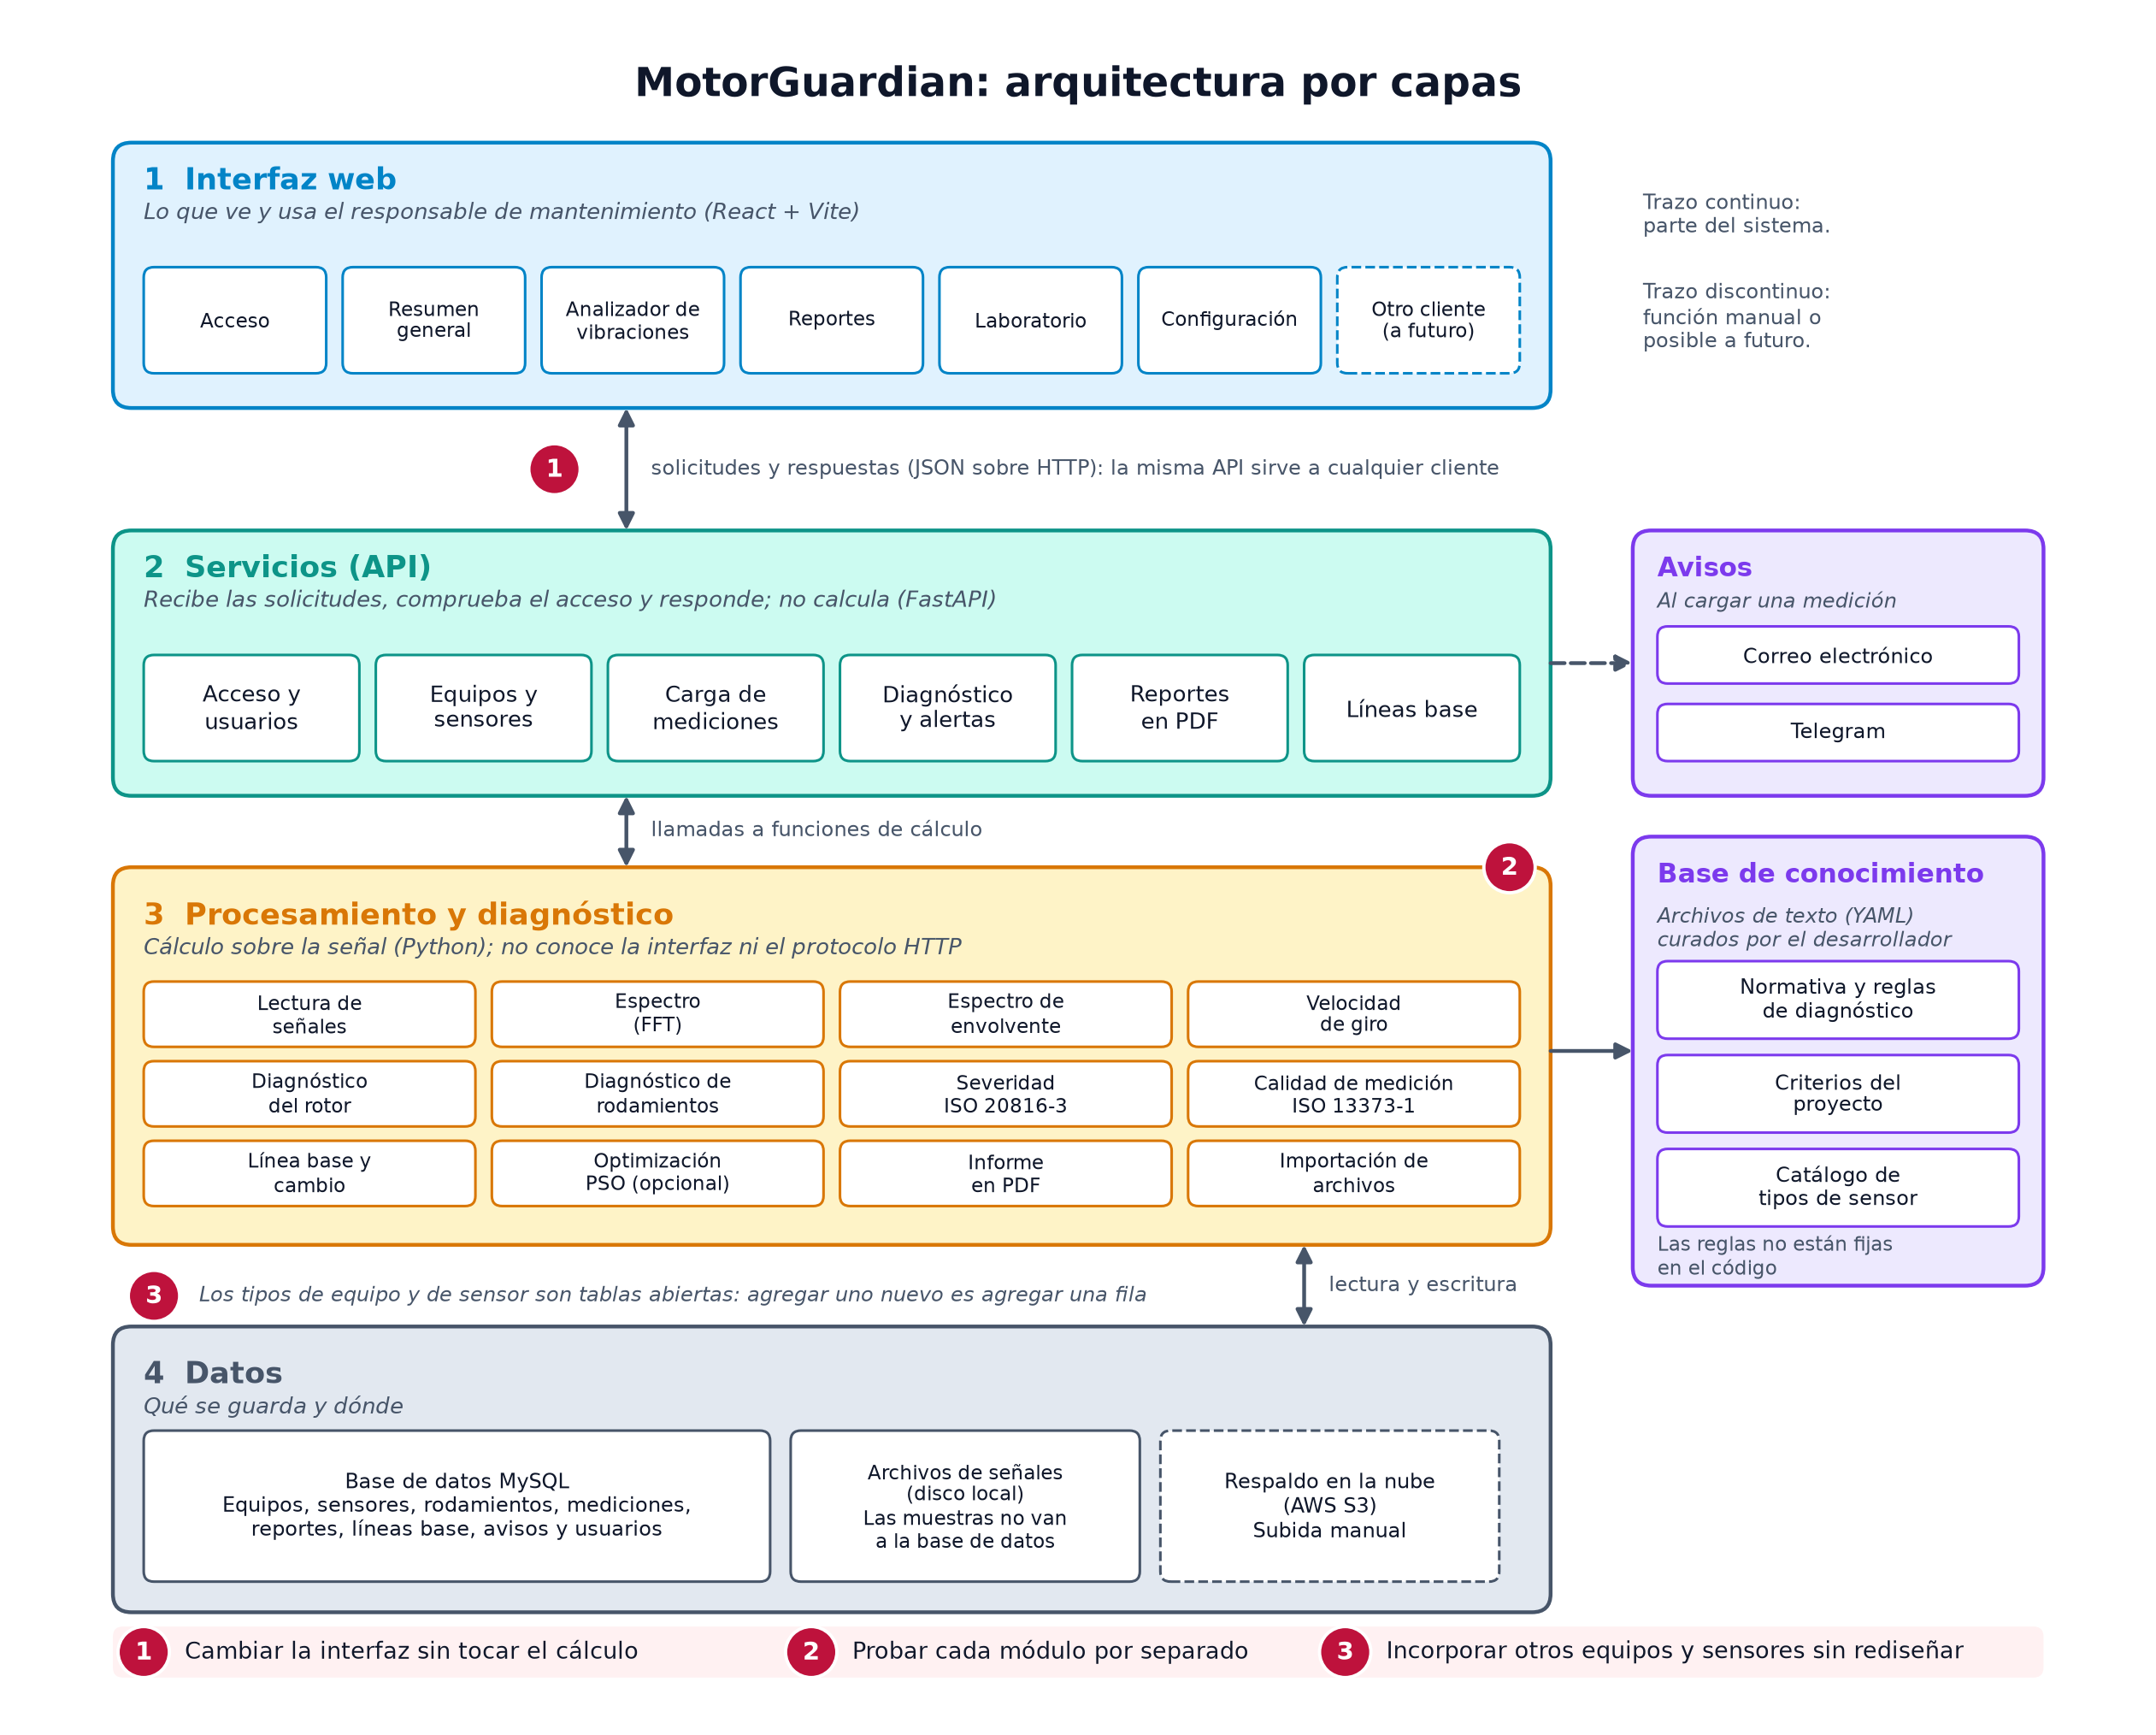 MotorGuardian: arquitectura por capas
1 Interfaz web
Lo que ve y usa el responsable de mantenimiento (React + Vite)
Acceso
Resumen
general
Analizador de
vibraciones
Reportes
Laboratorio
Configuración
Otro cliente
(a futuro)
Trazo continuo:
parte del sistema.
Trazo discontinuo:
función manual o
posible a futuro.
1
solicitudes y respuestas (JSON sobre HTTP): la misma API sirve a cualquier cliente
2 Servicios (API)
Recibe las solicitudes, comprueba el acceso y responde; no calcula (FastAPI)
Acceso y
usuarios
Equipos y
sensores
Carga de
mediciones
Diagnóstico
y alertas
Reportes
en PDF
Líneas base
Avisos
Al cargar una medición
Correo electrónico
Telegram
llamadas a funciones de cálculo
2
3 Procesamiento y diagnóstico
Cálculo sobre la señal (Python); no conoce la interfaz ni el protocolo HTTP
Lectura de
señales
Espectro
(FFT)
Espectro de
envolvente
Velocidad
de giro
Diagnóstico
del rotor
Diagnóstico de
rodamientos
Severidad
ISO 20816-3
Calidad de medición
ISO 13373-1
Línea base y
cambio
Optimización
PSO (opcional)
Informe
en PDF
Importación de
archivos
Base de conocimiento
Archivos de texto (YAML)
curados por el desarrollador
Normativa y reglas
de diagnóstico
Criterios del
proyecto
Catálogo de
tipos de sensor
Las reglas no están fijas
en el código
3
Los tipos de equipo y de sensor son tablas abiertas: agregar uno nuevo es agregar una fila
lectura y escritura
4 Datos
Qué se guarda y dónde
Base de datos MySQL
Equipos, sensores, rodamientos, mediciones,
reportes, líneas base, avisos y usuarios
Archivos de señales
(disco local)
Las muestras no van
a la base de datos
Respaldo en la nube
(AWS S3)
Subida manual
1 Cambiar la interfaz sin tocar el cálculo
2 Probar cada módulo por separado
3 Incorporar otros equipos y sensores sin rediseñar